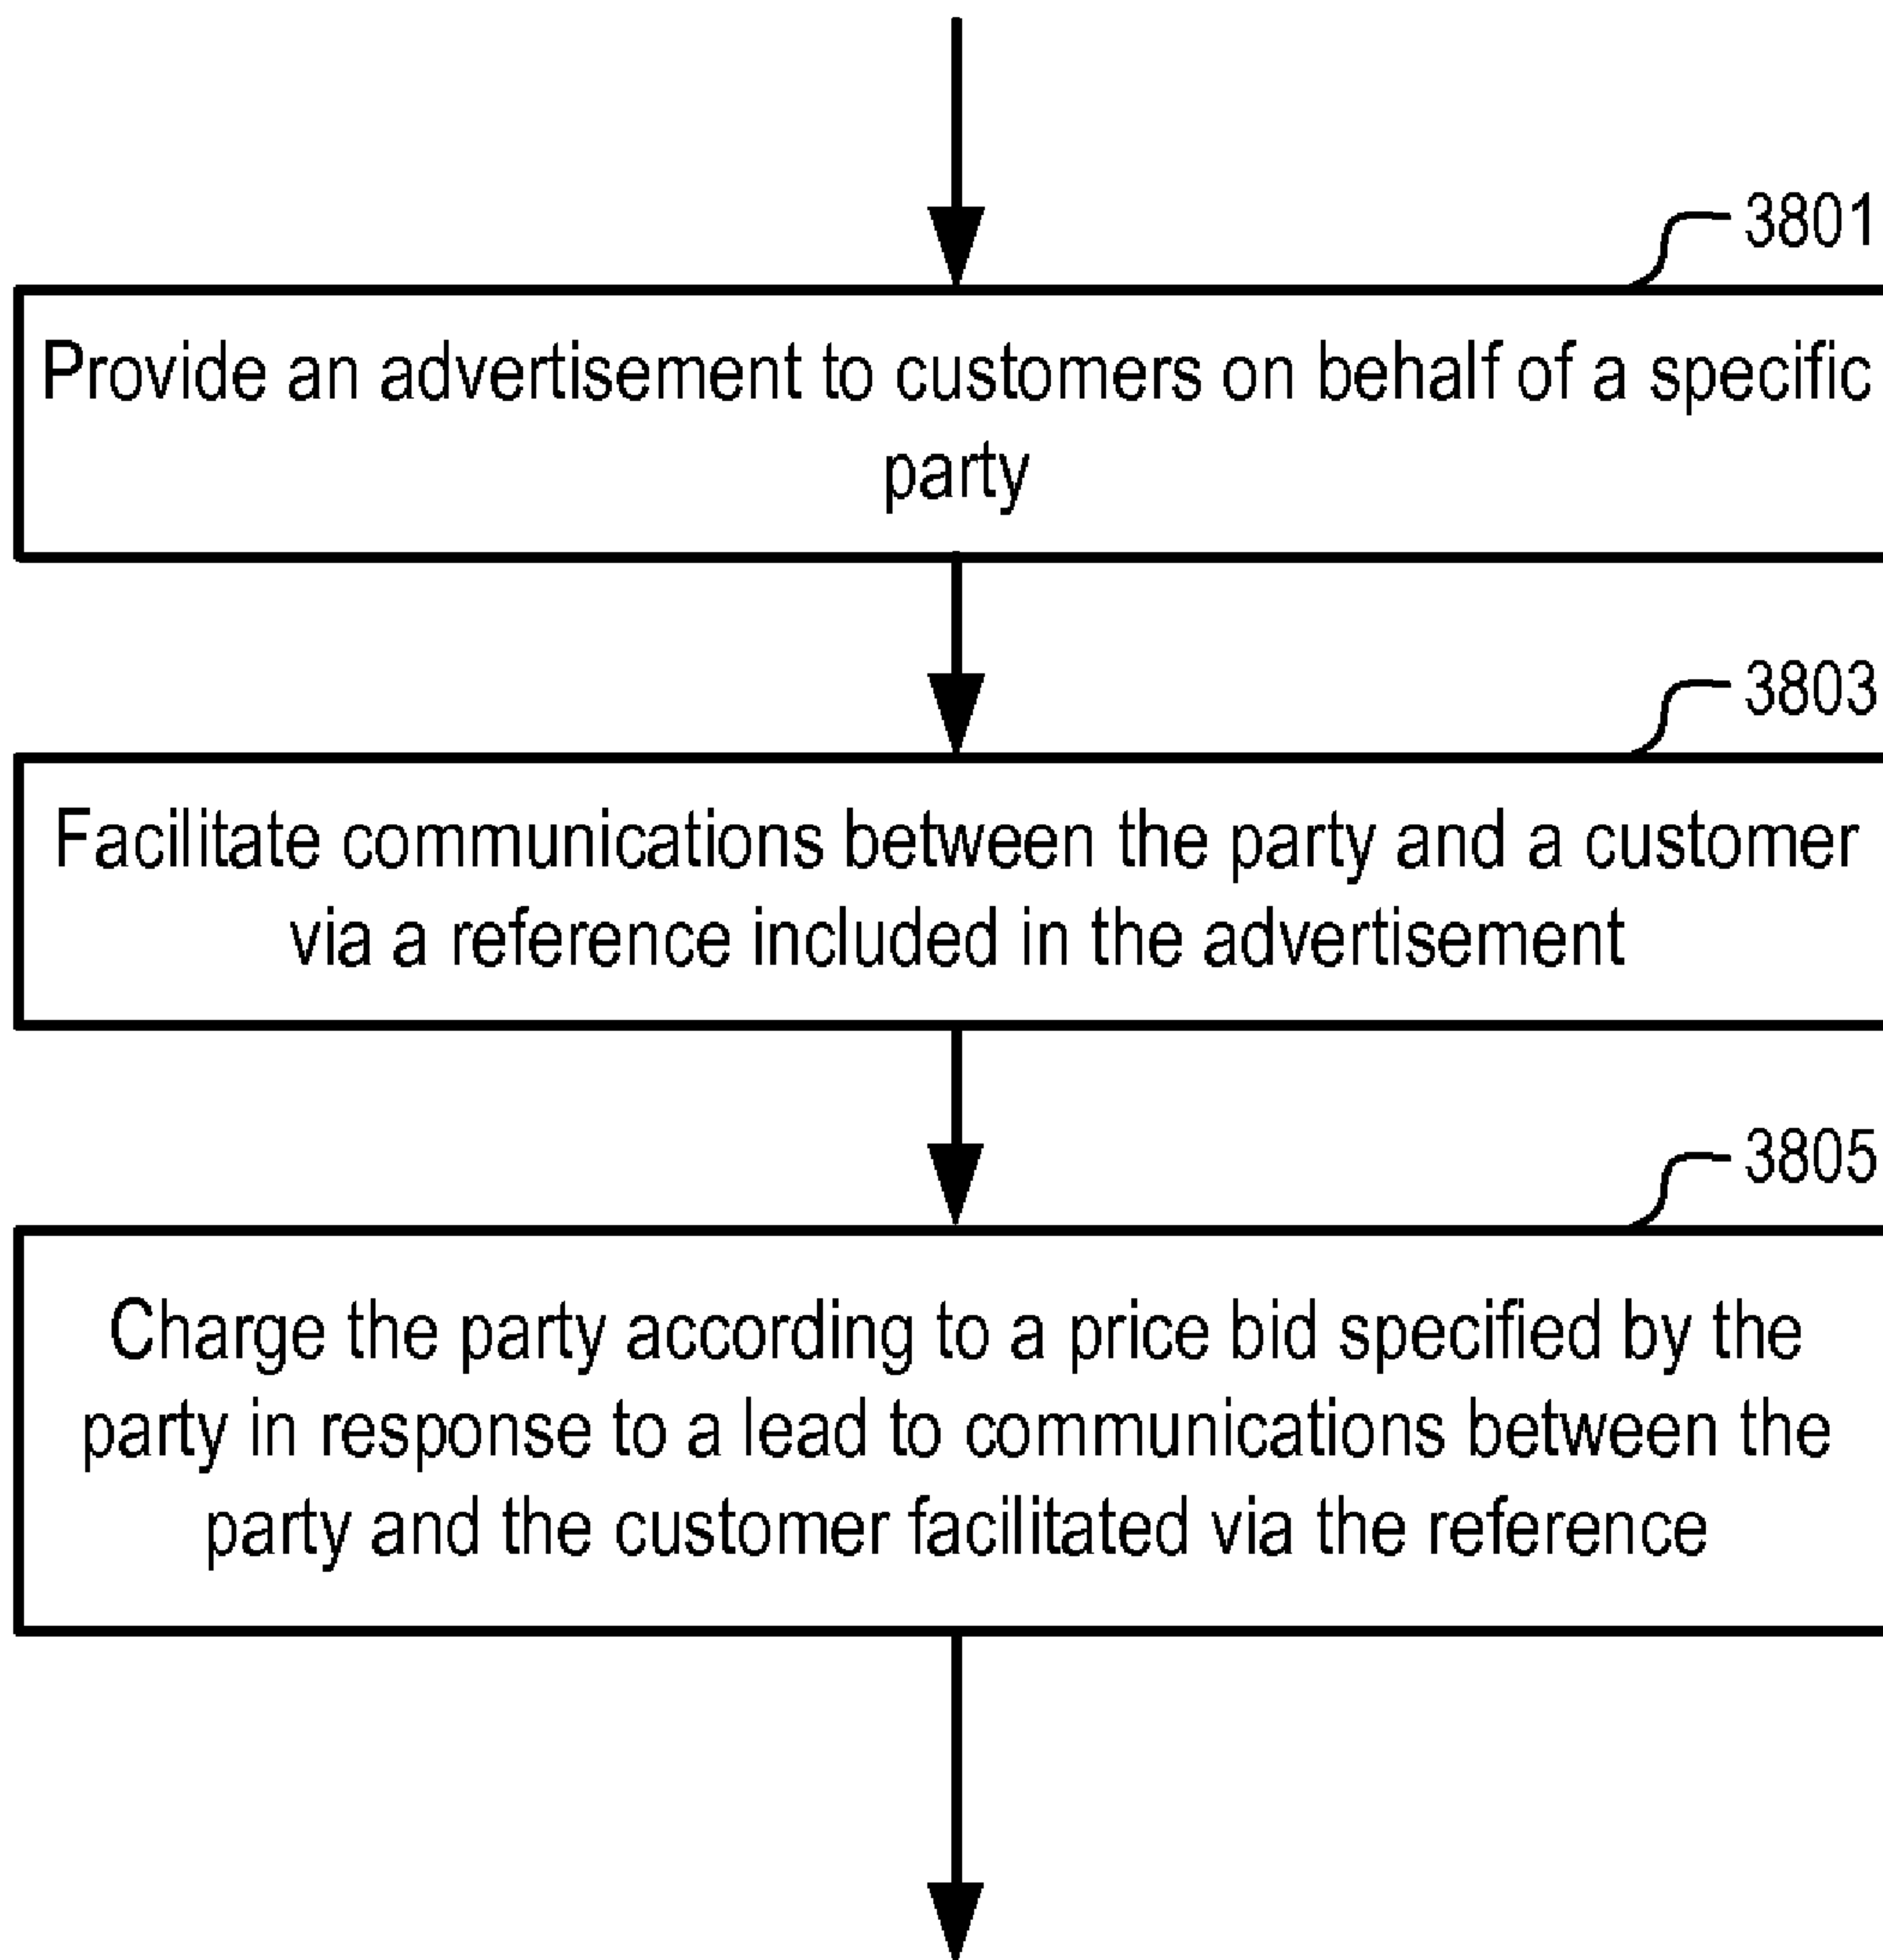 3801
Provide an advertisement to customers on behalf of a specific
party
3803
Facilitate communications between the party and a customer
via a reference included in the advertisement
3805
Charge the party according to a price bid specified by the
party in response to a lead to communications between the
party and the customer facilitated via the reference